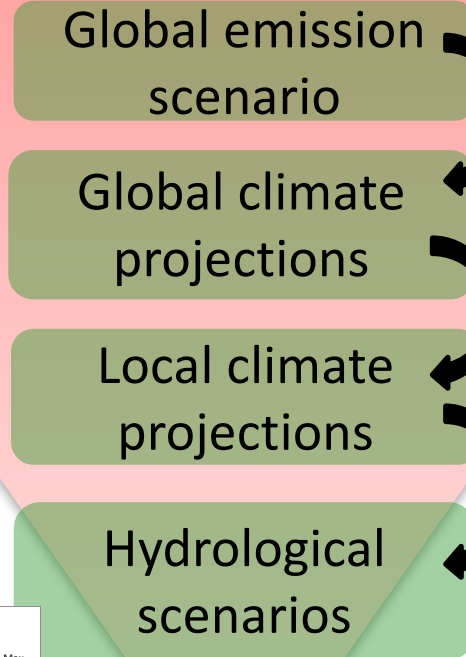 Global emission
scenario
Global climate
projections
Local climate
projections
Hydrological
scenarios